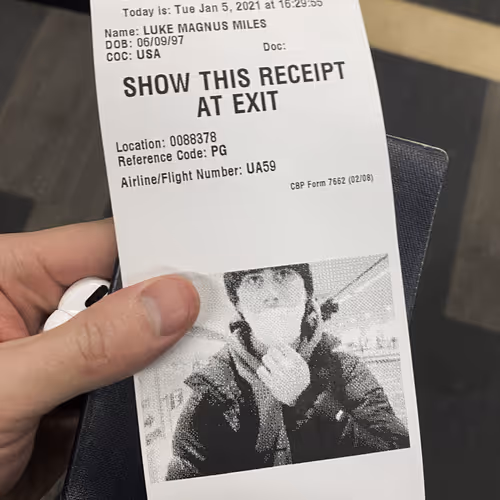 Today is: Tue Jan 5, 2021 at 16:29:55
Name: LUKE MAGNUS MILES
DOB: 06/09/97
COC: USA Doc:
SHOW THIS RECEIPT
AT EXIT
Location: 0088378
Reference Code: PG
Airline/Flight Number: UA59
CBP Form 7662 (02/08)